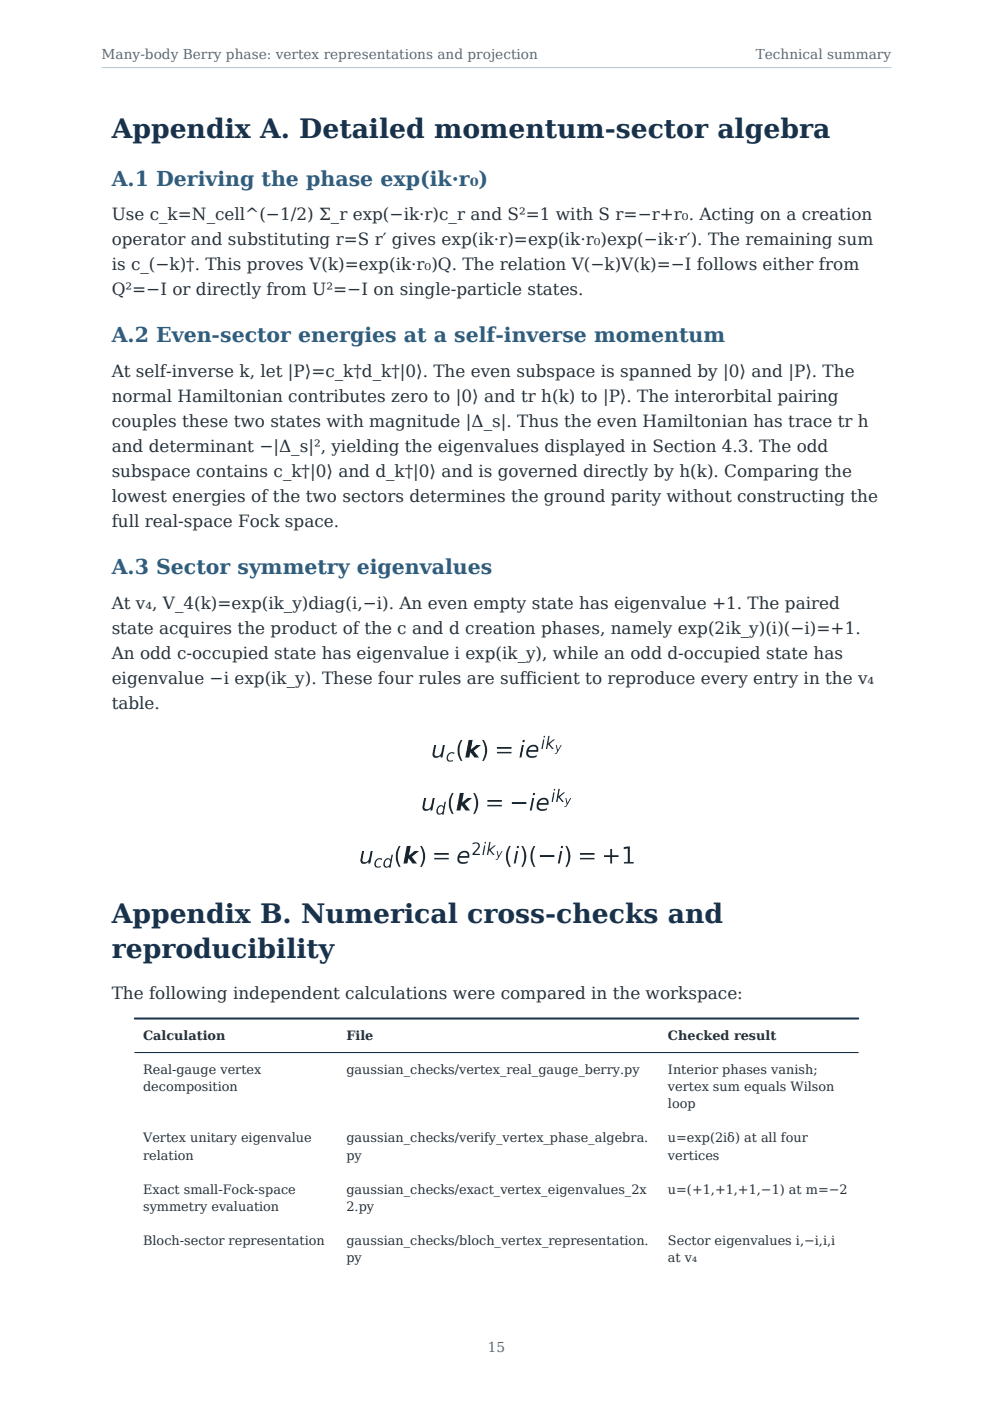 Many-body Berry phase: vertex representations and projection Technical summary
Appendix A. Detailed momentum-sector algebra
A.1 Deriving the phase exp(ik·r₀)
Use c_k=N_cell^(−1/2) Σ_r exp(−ik·r)c_r and S²=1 with S r=−r+r₀. Acting on a creation
operator and substituting r=S r′ gives exp(ik·r)=exp(ik·r₀)exp(−ik·r′). The remaining sum
is c_(−k)†. This proves V(k)=exp(ik·r₀)Q. The relation V(−k)V(k)=−I follows either from
Q²=−I or directly from U²=−I on single-particle states.
A.2 Even-sector energies at a self-inverse momentum
At self-inverse k, let |P⟩=c_k†d_k†|0⟩. The even subspace is spanned by |0⟩ and |P⟩. The
normal Hamiltonian contributes zero to |0⟩ and tr h(k) to |P⟩. The interorbital pairing
couples these two states with magnitude |Δ_s|. Thus the even Hamiltonian has trace tr h
and determinant −|Δ_s|², yielding the eigenvalues displayed in Section 4.3. The odd
subspace contains c_k†|0⟩ and d_k†|0⟩ and is governed directly by h(k). Comparing the
lowest energies of the two sectors determines the ground parity without constructing the
full real-space Fock space.
A.3 Sector symmetry eigenvalues
At v₄, V_4(k)=exp(ik_y)diag(i,−i). An even empty state has eigenvalue +1. The paired
state acquires the product of the c and d creation phases, namely exp(2ik_y)(i)(−i)=+1.
An odd c-occupied state has eigenvalue i exp(ik_y), while an odd d-occupied state has
eigenvalue −i exp(ik_y). These four rules are sufficient to reproduce every entry in the v₄
table.
u_c(k) = ie^{ik_y}
u_d(k) = −ie^{ik_y}
u_{cd}(k) = e^{2ik_y}(i)(−i) = +1
Appendix B. Numerical cross-checks and
reproducibility
The following independent calculations were compared in the workspace:
Calculation File Checked result
Real-gauge vertex gaussian_checks/vertex_real_gauge_berry.py Interior phases vanish;
decomposition vertex sum equals Wilson
loop
Vertex unitary eigenvalue gaussian_checks/verify_vertex_phase_algebra. u=exp(2iδ) at all four
relation py vertices
Exact small-Fock-space gaussian_checks/exact_vertex_eigenvalues_2x u=(+1,+1,+1,−1) at m=−2
symmetry evaluation 2.py
Bloch-sector representation gaussian_checks/bloch_vertex_representation. Sector eigenvalues i,−i,i,i
py at v₄
15